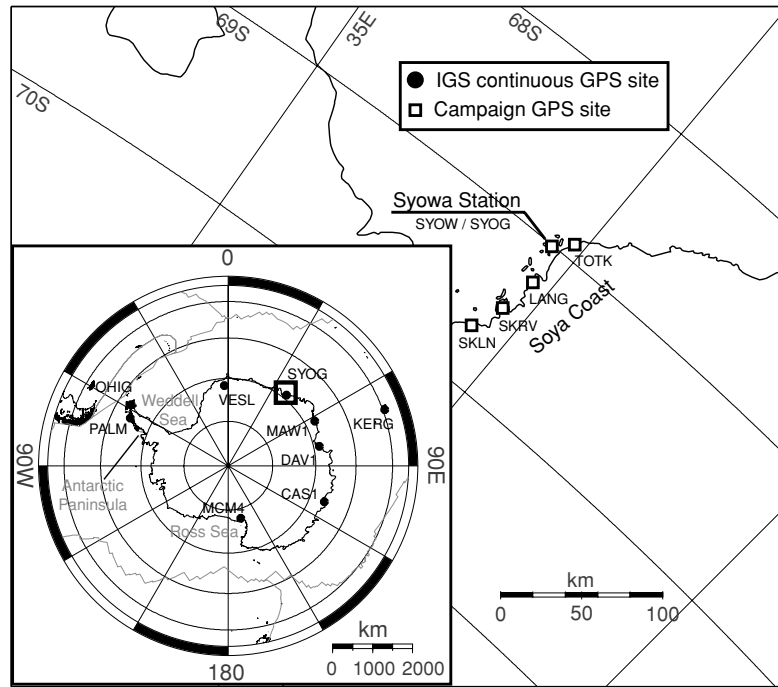 69S
35E
68S
70S
IGS continuous GPS site
Campaign GPS site
Syowa Station
SYOW / SYOG
TOTK
LANG
SKRV
SKLN
Soya Coast
0
SYOG
OHIG
Weddell
Sea
VESL
PALM
MAW1
KERG
90W
DAV1
90E
Antarctic
Paninsula
CAS1
MCM4
Ross Sea
180
km
0 1000 2000
km
0 50 100